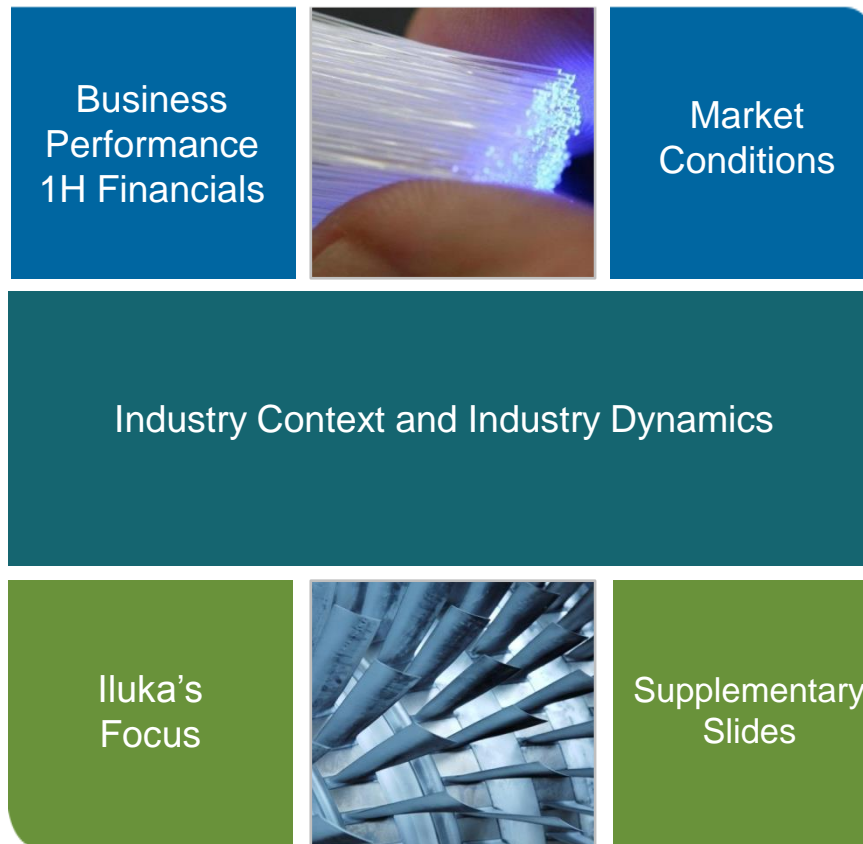 Business
Performance
1H Financials
Market
Conditions
Industry Context and Industry Dynamics
Iluka’s
Focus
Supplementary
Slides